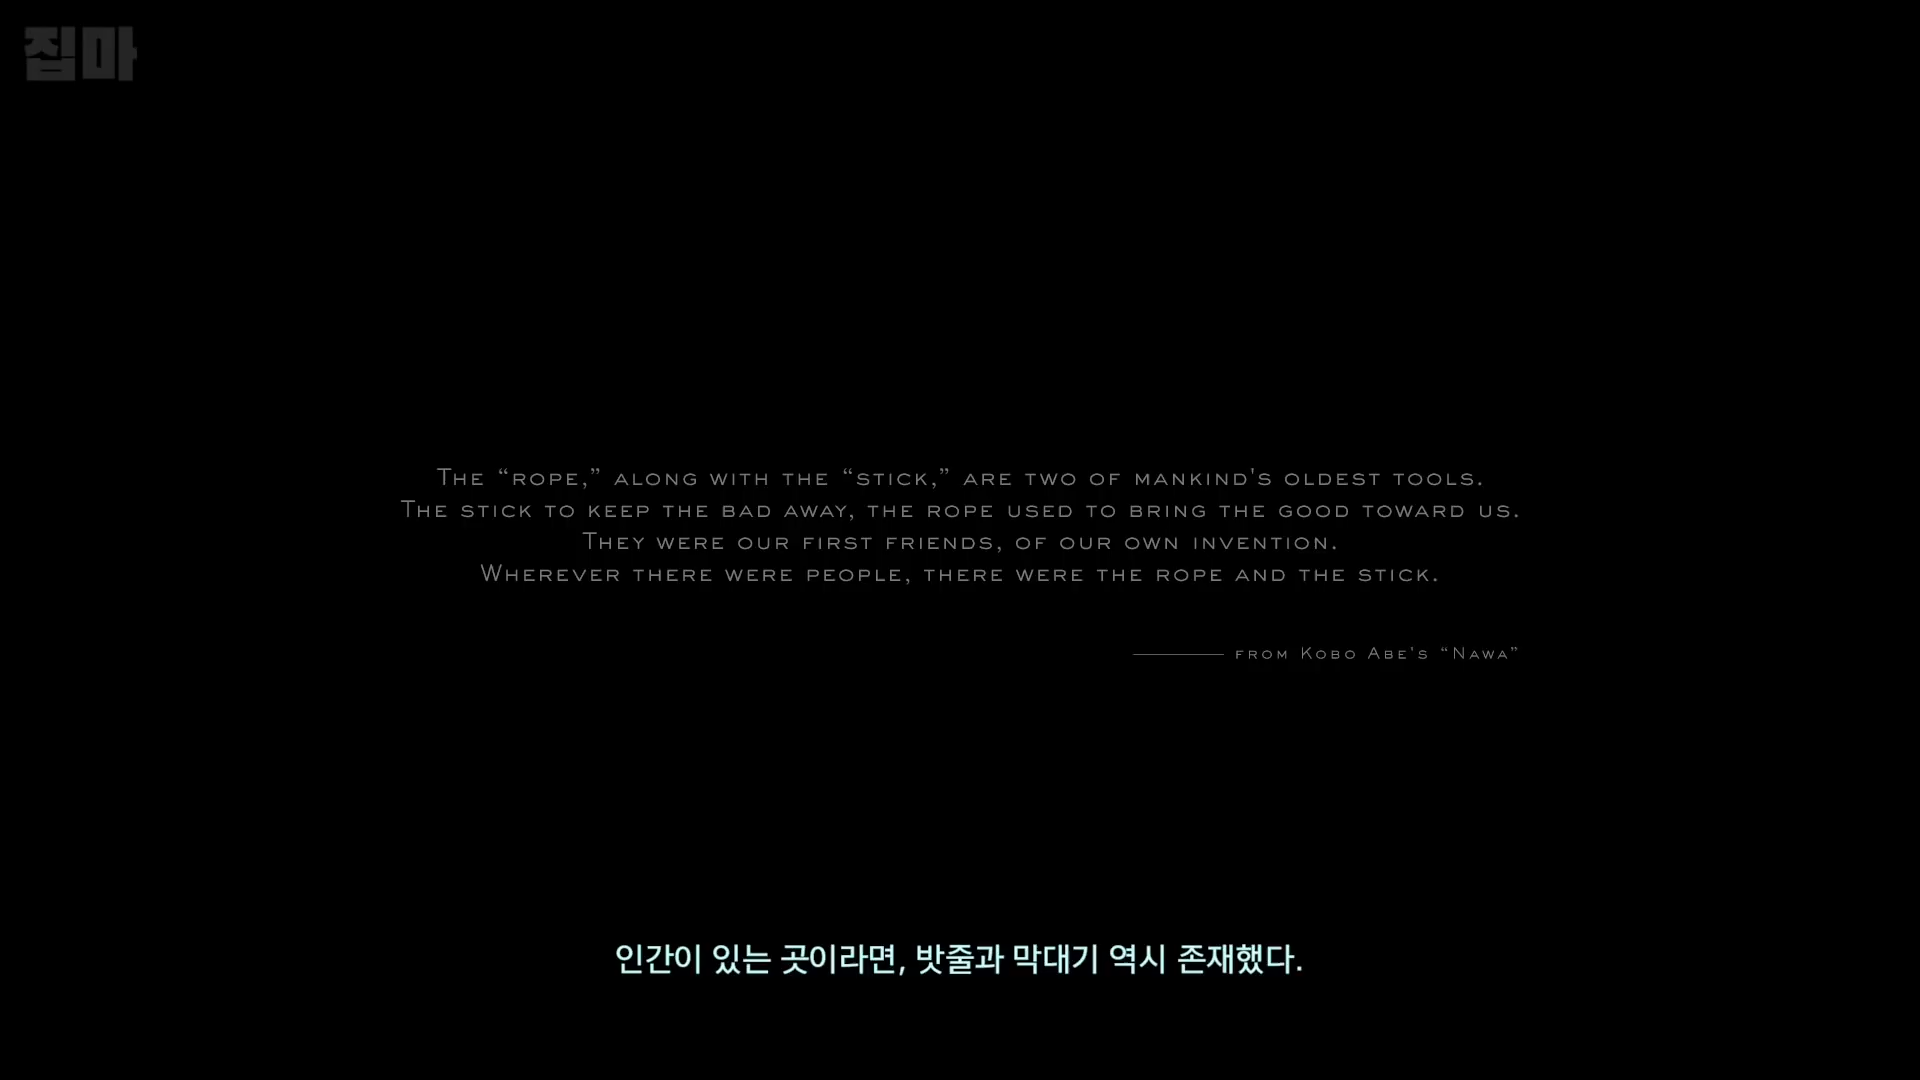 집마
The “rope,” along with the “stick,” are two of mankind's oldest tools.
The stick to keep the bad away, the rope used to bring the good toward us.
They were our first friends, of our own invention.
Wherever there were people, there were the rope and the stick.
from Kobo Abe's “Nawa”
인간이 있는 곳이라면, 밧줄과 막대기 역시 존재했다.